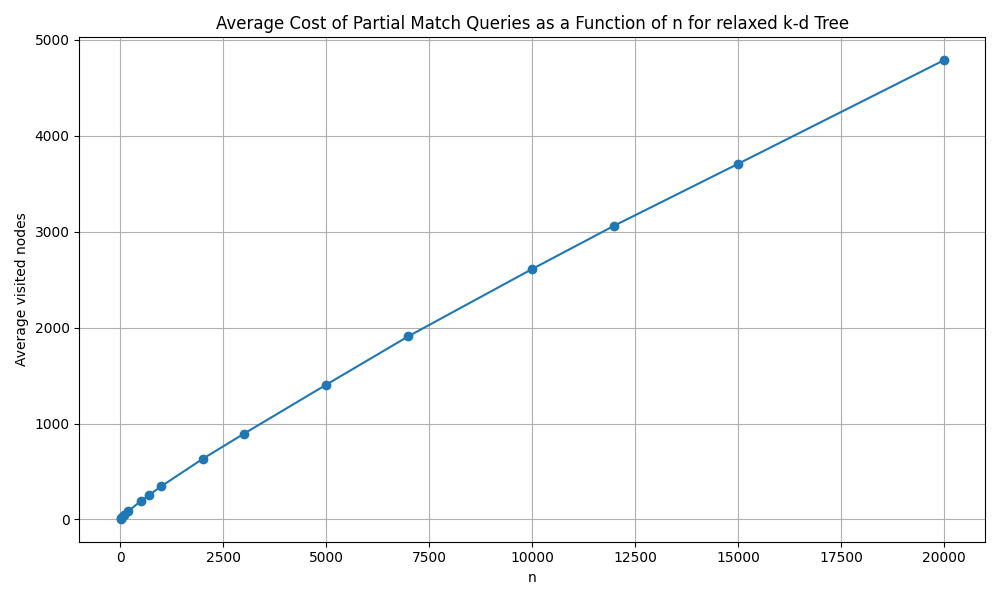 Average Cost of Partial Match Queries as a Function of n for relaxed k-d Tree
Average visited nodes
5000
4000
3000
2000
1000
0
0 2500 5000 7500 10000 12500 15000 17500 20000
n